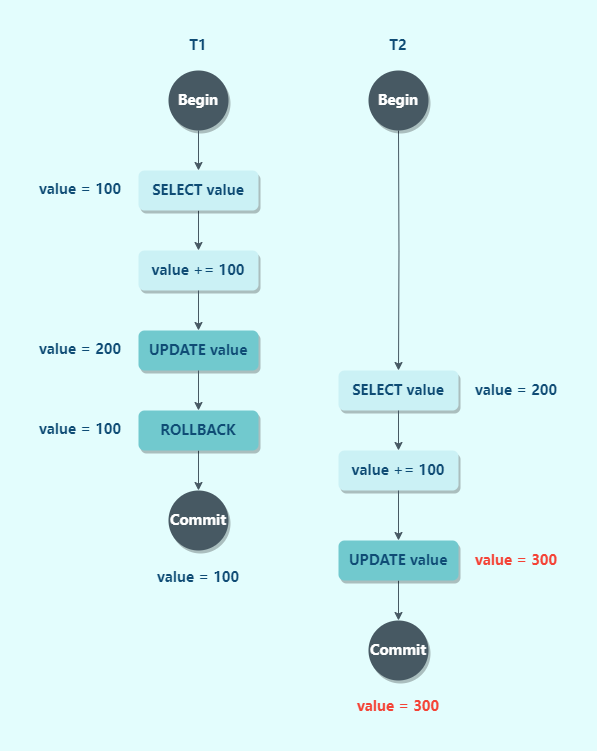 T1
T2
Begin
Begin
value = 100
SELECT value
value += 100
value = 200
UPDATE value
SELECT value
value = 200
value = 100
ROLLBACK
value += 100
Commit
UPDATE value
value = 300
value = 100
Commit
value = 300